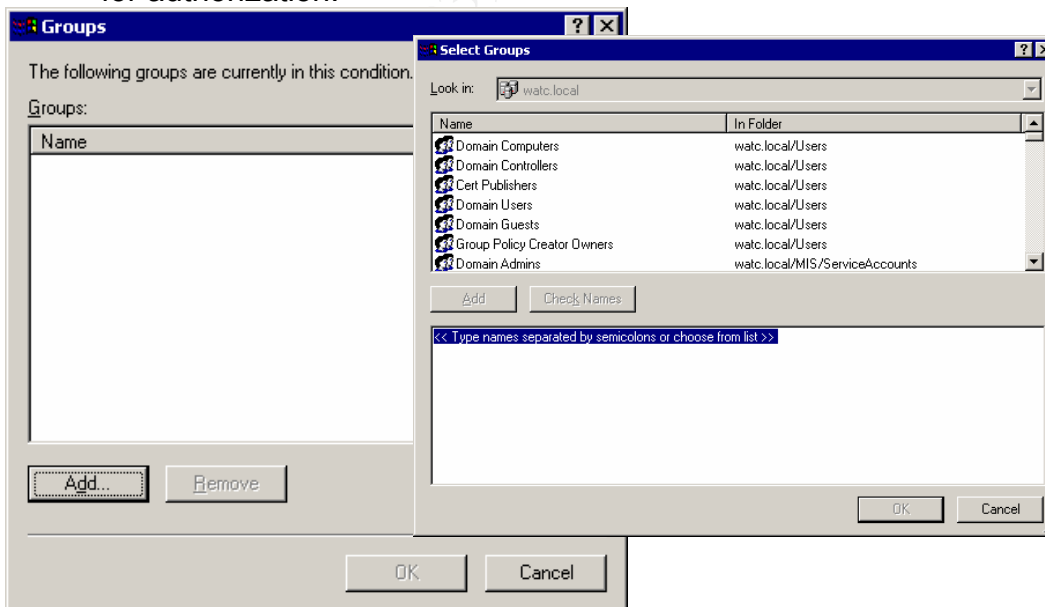 for authorization.
Groups
The following groups are currently in this condition.
Groups:
Name
Add...
Remove
OK
Cancel
Select Groups
Look in:
watc.local
Name
In Folder
Domain Computers
watc.local/Users
Domain Controllers
watc.local/Users
Cert Publishers
watc.local/Users
Domain Users
watc.local/Users
Domain Guests
watc.local/Users
Group Policy Creator Owners
watc.local/Users
Domain Admins
watc.local/MIS/ServiceAccounts
Add
Check Names
<< Type names separated by semicolons or choose from list >>
OK
Cancel